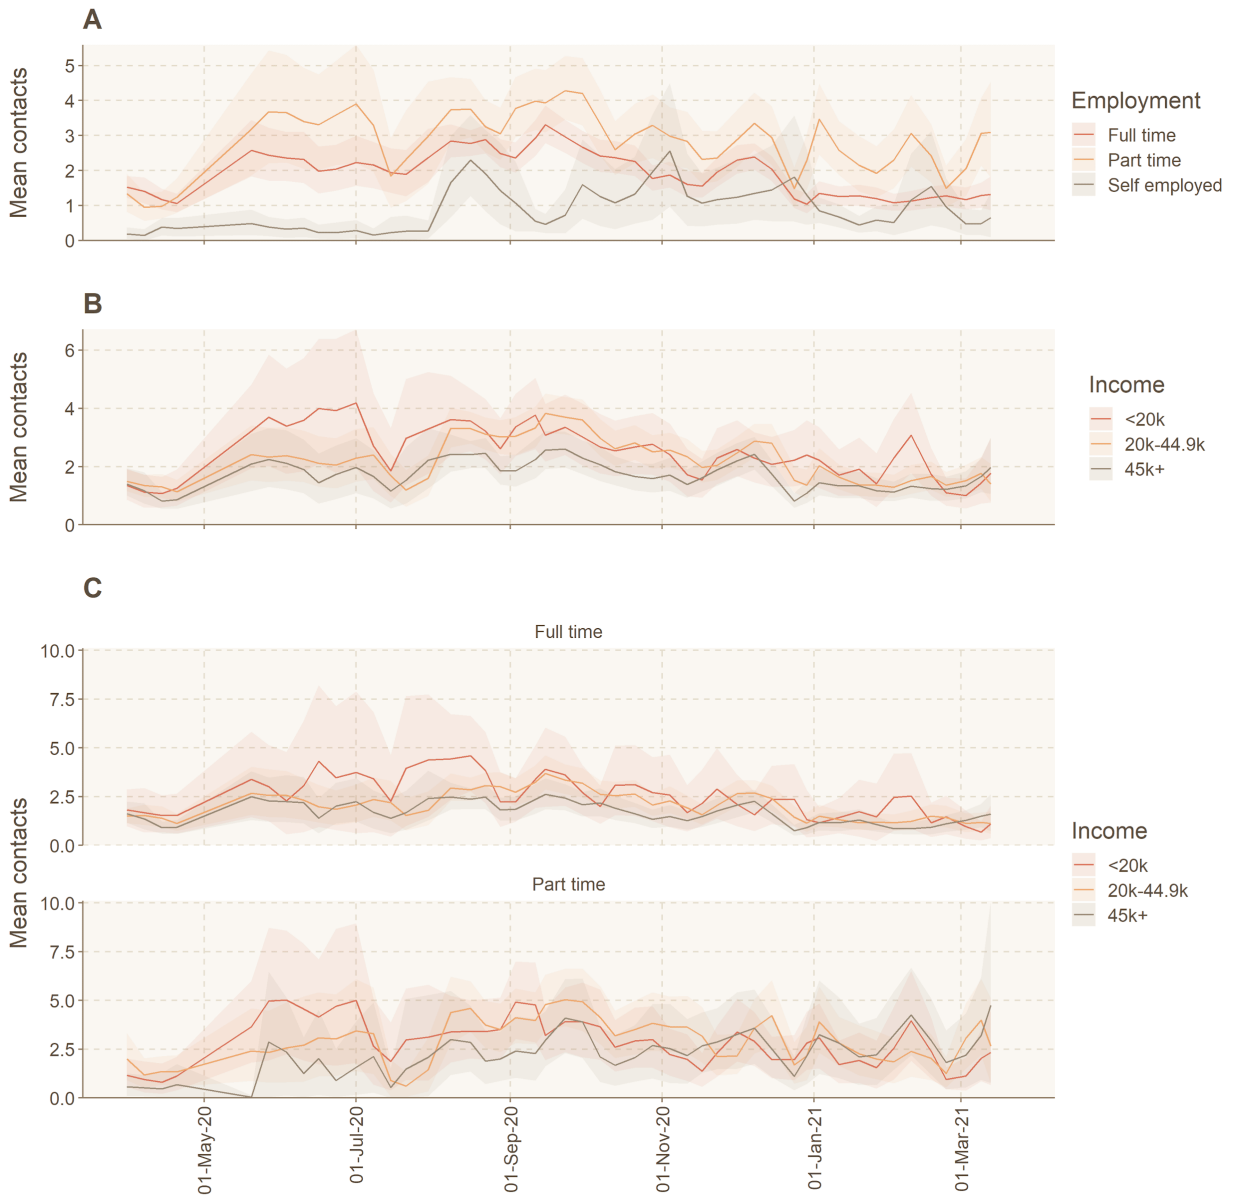 A
Mean contacts
5
4
3
2
1
0
Employment
Full time
Part time
Self employed
B
Mean contacts
6
4
2
0
Income
<20k
20k-44.9k
45k+
C
Mean contacts
Full time
10.0
7.5
5.0
2.5
0.0
Part time
10.0
7.5
5.0
2.5
0.0
01-May-20
01-Jul-20
01-Sep-20
01-Nov-20
01-Jan-21
01-Mar-21
Income
<20k
20k-44.9k
45k+